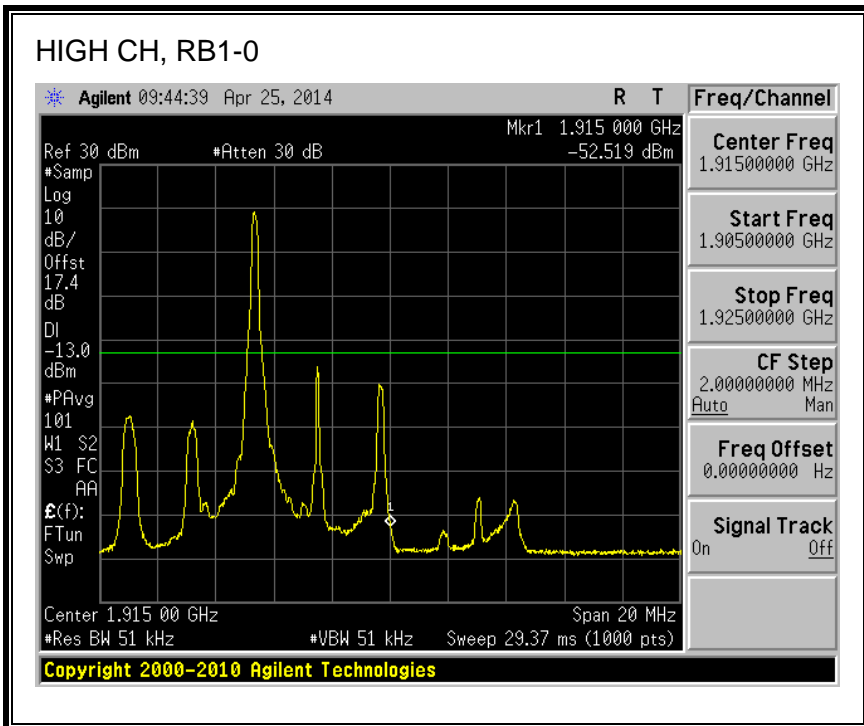 HIGH CH, RB1-0
Agilent 09:44:39 Apr 25, 2014 R T
Mkr1 1.915 000 GHz
Ref 30 dBm #Atten 30 dB -52.519 dBm
#Samp
Log
10
dB/
Offst
17.4
dB
DI
-13.0
dBm
#PAvg
101
W1 S2
S3 FC
AA
£(f):
FTun
Swp
1
Center 1.915 00 GHz Span 20 MHz
#Res BW 51 kHz #VBW 51 kHz Sweep 29.37 ms (1000 pts)
Copyright 2000-2010 Agilent Technologies
Freq/Channel
Center Freq
1.91500000 GHz
Start Freq
1.90500000 GHz
Stop Freq
1.92500000 GHz
CF Step
2.00000000 MHz
Auto Man
Freq Offset
0.00000000 Hz
Signal Track
On Off